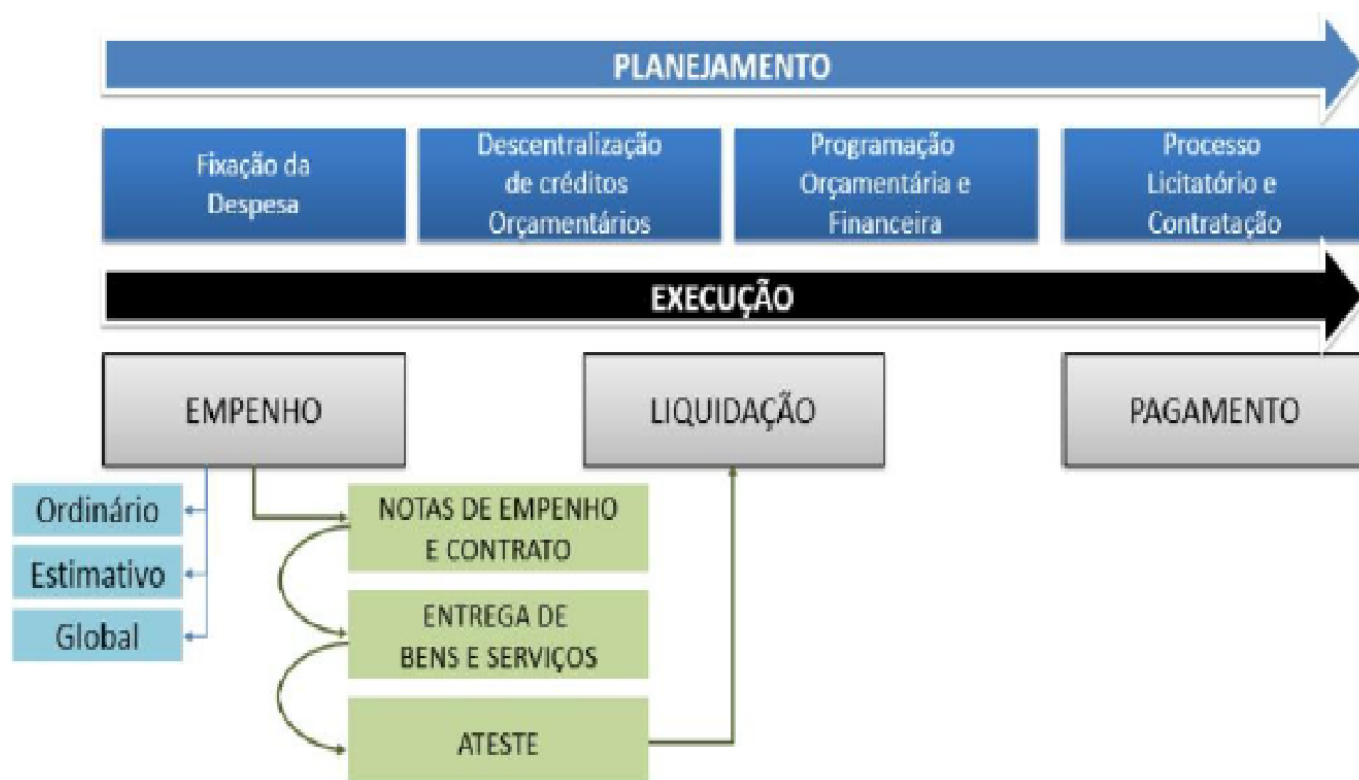 PLANEJAMENTO
Fixação da
Despesa
Descentralização
de créditos
Orçamentários
Programação
Orçamentária e
Financeira
Processo
Licitatório e
Contratação
EXECUÇÃO
EMPENHO
LIQUIDAÇÃO
PAGAMENTO
Ordinário
Estimativo
Global
NOTAS DE EMPENHO
E CONTRATO
ENTREGA DE
BENS E SERVIÇOS
ATESTE